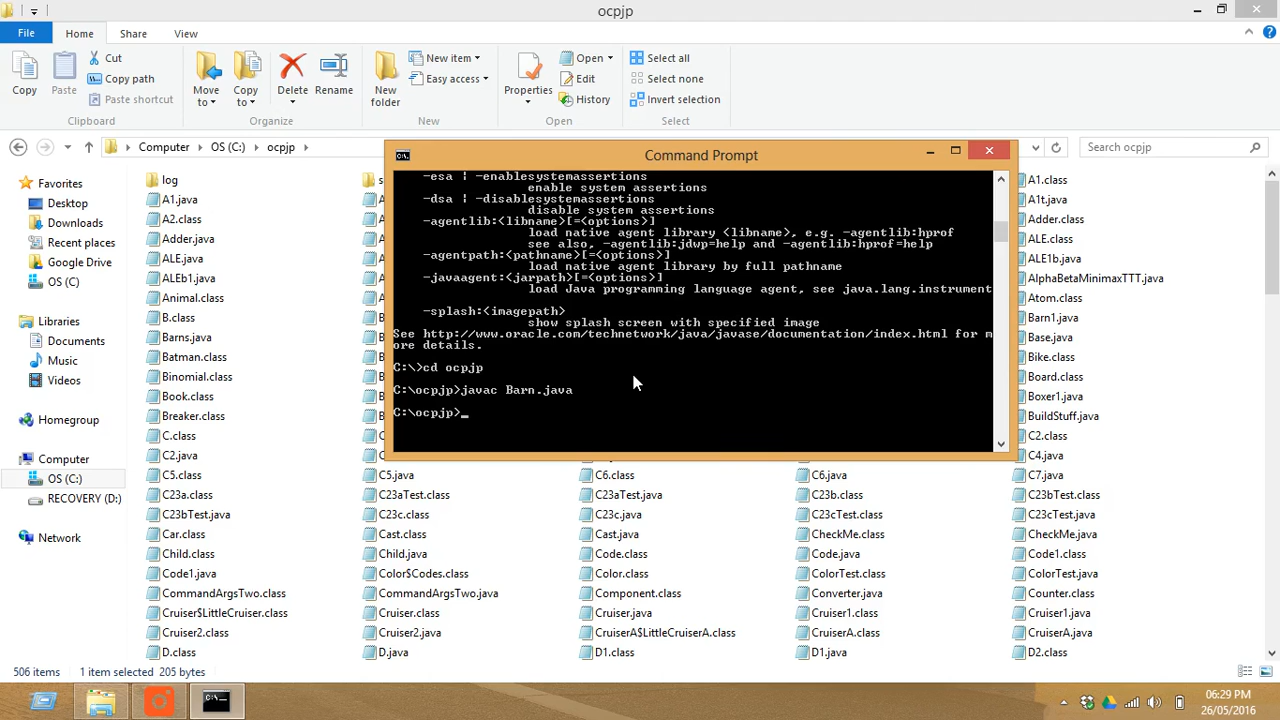 ocpjp
File Home Share View
Copy
Paste
Cut
Copy path
Paste shortcut
Clipboard
Move to
Copy to
Delete
Rename
Organize
New folder
New item
Easy access
New
Properties
Open
Edit
History
Open
Select all
Select none
Invert selection
Select
Computer OS (C:) ocpjp
Search ocpjp
Favorites
Desktop
Downloads
Recent places
Google Drive
OS (C:)
Libraries
Documents
Music
Videos
Homegroup
Computer
OS (C:)
RECOVERY (D:)
Network
Command Prompt
-esa | -enablesystemassertions
enable system assertions
-dsa | -disablesystemassertions
disable system assertions
-agentlib:<libname>[=<options>]
load native agent library <libname>, e.g. -agentlib:hprof
see also, -agentlib:jdwp=help and -agentlib:hprof=help
-agentpath:<pathname>[=<options>]
load native agent library by full pathname
-javaagent:<jarpath>[=<options>]
load Java programming language agent, see java.lang.instrument
-splash:<imagepath>
show splash screen with specified image
See http://www.oracle.com/technetwork/java/javase/documentation/index.html for m
ore details.
C:\>cd ocpjp
C:\ocpjp>javac Barn.java
C:\ocpjp>_
log
A1.java
A2.class
Adder.java
ALE.java
ALEb1.java
Animal.class
B.class
Barns.java
Batman.class
Binomial.class
Book.class
Breaker.class
C.class
C2.java
A1.class
A1t.java
Adder.class
ALE.class
ALE1b.java
AlphaBetaMinimaxTTT.class
Atom.class
Barn1.java
Base.java
Bike.class
Board.class
Boxer1.java
BuildStuff.java
C2.class
C4.java
C5.class C5.java C6.class C6.java C7.java
C23a.class C23aTest.class C23aTest.java C23b.class C23bTest.class
C23bTest.java C23c.class C23c.java C23cTest.class C23cTest.java
Car.class Cast.class Cast.java CheckMe.class CheckMe.java
Child.class Child.java Code.class Code.java Code1.class
Code1.java Color$Codes.class Color.class ColorTest.class ColorTest.java
CommandArgsTwo.class CommandArgsTwo.java Component.class Converter.java Counter.class
Cruiser$LittleCruiser.class Cruiser.class Cruiser.java Cruiser1.class Cruiser1.java
Cruiser2.class Cruiser2.java CruiserA$LittleCruiserA.class CruiserA.class CruiserA.java
D.class D.java D1.class D1.java D2.class
506 items 1 item selected 205 bytes
06:29 PM
26/05/2016